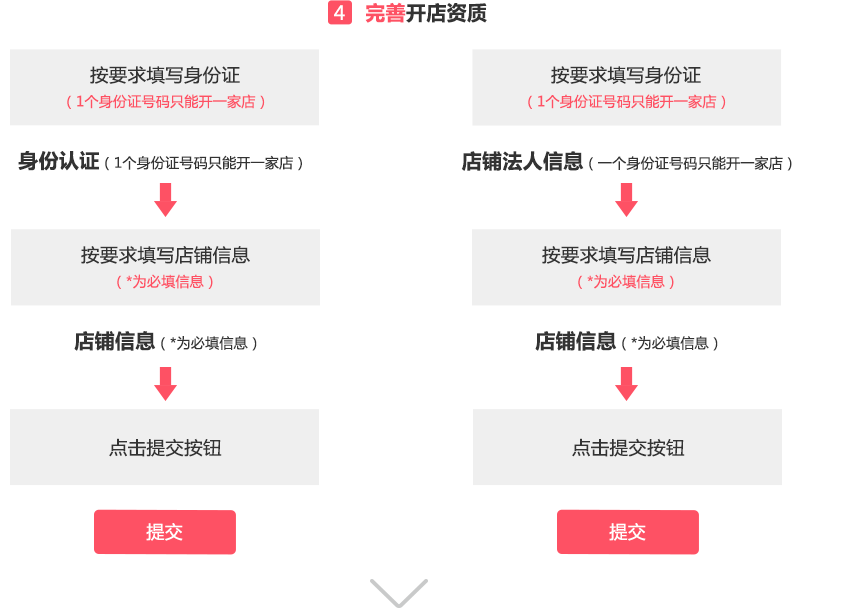 4 完善开店资质
按要求填写身份证
（1个身份证号码只能开一家店）
身份认证（1个身份证号码只能开一家店）
按要求填写店铺信息
（*为必填信息）
店铺信息（*为必填信息）
点击提交按钮
提交
按要求填写身份证
（1个身份证号码只能开一家店）
店铺法人信息（一个身份证号码只能开一家店）
按要求填写店铺信息
（*为必填信息）
店铺信息（*为必填信息）
点击提交按钮
提交